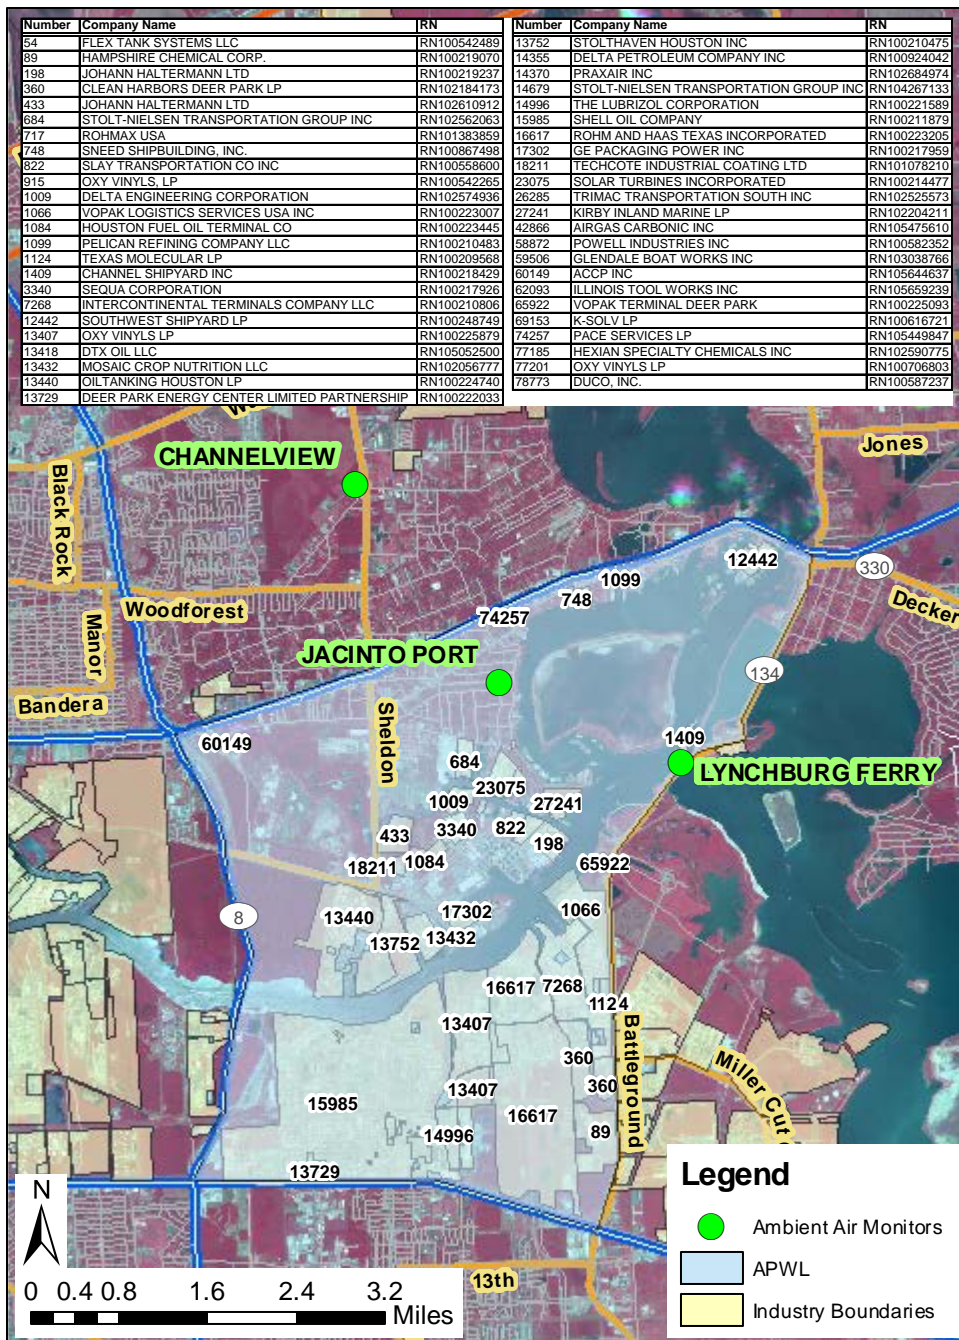 Number Company Name RN
54 FLEX TANK SYSTEMS LLC RN100542489
89 HAMPSHIRE CHEMICAL CORP. RN100219070
198 JOHANN HALTERMANN LTD RN100219237
360 CLEAN HARBORS DEER PARK LP RN102184173
433 JOHANN HALTERMANN LTD RN102610912
684 STOLT-NIELSEN TRANSPORTATION GROUP INC RN102562063
717 ROHMAX USA RN101383859
748 SNEED SHIPBUILDING, INC. RN100867498
822 SLAY TRANSPORTATION CO INC RN100558600
915 OXY VINYLS, LP RN100542265
1009 DELTA ENGINEERING CORPORATION RN102574936
1066 VOPAK LOGISTICS SERVICES USA INC RN100223007
1084 HOUSTON FUEL OIL TERMINAL CO RN100223445
1099 PELICAN REFINING COMPANY LLC RN100210483
1124 TEXAS MOLECULAR LP RN100209568
1409 CHANNEL SHIPYARD INC RN100218429
3340 SEQUA CORPORATION RN100217926
7268 INTERCONTINENTAL TERMINALS COMPANY LLC RN100210806
12442 SOUTHWEST SHIPYARD LP RN100248749
13407 OXY VINYLS LP RN100225879
13418 DTX OIL LLC RN105052500
13432 MOSAIC CROP NUTRITION LLC RN102056777
13440 OILTANKING HOUSTON LP RN100224740
13729 DEER PARK ENERGY CENTER LIMITED PARTNERSHIP RN100222033
Number Company Name RN
13752 STOLTHAVEN HOUSTON INC RN100210475
14355 DELTA PETROLEUM COMPANY INC RN100924042
14370 PRAXAIR INC RN102684974
14679 STOLT-NIELSEN TRANSPORTATION GROUP INC RN104267133
14996 THE LUBRIZOL CORPORATION RN100221589
15985 SHELL OIL COMPANY RN100211879
16617 ROHM AND HAAS TEXAS INCORPORATED RN100223205
17302 GE PACKAGING POWER INC RN100217959
18211 TECHCOTE INDUSTRIAL COATING LTD RN101078210
23075 SOLAR TURBINES INCORPORATED RN100214477
26285 TRIMAC TRANSPORTATION SOUTH INC RN102525573
27241 KIRBY INLAND MARINE LP RN102204211
42866 AIRGAS CARBONIC INC RN105475610
58872 POWELL INDUSTRIES INC RN100582352
59506 GLENDALE BOAT WORKS INC RN103038766
60149 ACCP INC RN105644637
62093 ILLINOIS TOOL WORKS INC RN105659239
65922 VOPAK TERMINAL DEER PARK RN100225093
69153 K-SOLV LP RN100616721
74257 PACE SERVICES LP RN105449847
77185 HEXIAN SPECIALTY CHEMICALS INC RN102590775
77201 OXY VINYLS LP RN100706803
78773 DUCO, INC. RN100587237
Jones
CHANNELVIEW
Black Rock
12442
330
1099
Decker
748
Woodforest
74257
Manor
JACINTO PORT
134
Bandera
Sheldon
60149
1409
684
LYNCHBURG FERRY
23075
1009
27241
433
3340
822
198
1084
18211
65922
8
13440
17302
1066
13752
13432
16617
7268
1124
13407
Battleground
360
Miller Cut
13407
360
15985
16617
14996
89
13729
N
Legend
Ambient Air Monitors
APWL
Industry Boundaries
13th
0 0.4 0.8 1.6 2.4 3.2
Miles